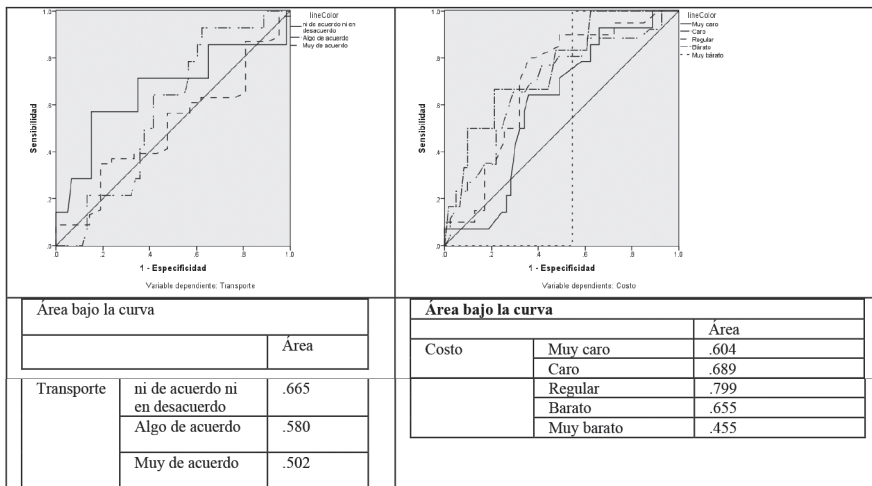 Sensibilidad
1.0
.8
.6
.4
.2
.0
.0 .2 .4 .6 .8 1.0
1 - Especificidad
Variable dependiente: Transporte
lineColor
ni de acuerdo ni en
desacuerdo
Algo de acuerdo
Muy de acuerdo
Sensibilidad
1.0
.8
.6
.4
.2
.0
.0 .2 .4 .6 .8 1.0
1 - Especificidad
Variable dependiente: Costo
lineColor
Muy caro
Caro
Regular
Barato
Muy barato
Área bajo la curva
Área
Transporte ni de acuerdo ni .665
en desacuerdo
Algo de acuerdo .580
Muy de acuerdo .502
Área bajo la curva
Área
Costo Muy caro .604
Caro .689
Regular .799
Barato .655
Muy barato .455